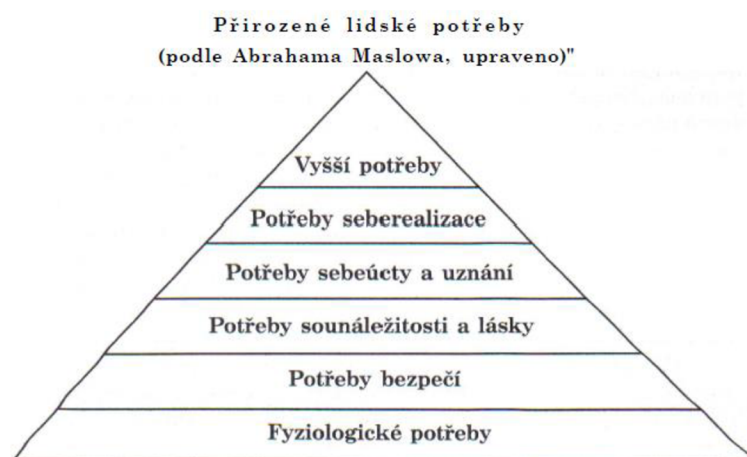 Přirozené lidské potřeby
(podle Abrahama Maslowa, upraveno)"
Vyšší potřeby
Potřeby seberealizace
Potřeby sebeúcty a uznání
Potřeby sounáležitosti a lásky
Potřeby bezpečí
Fyziologické potřeby